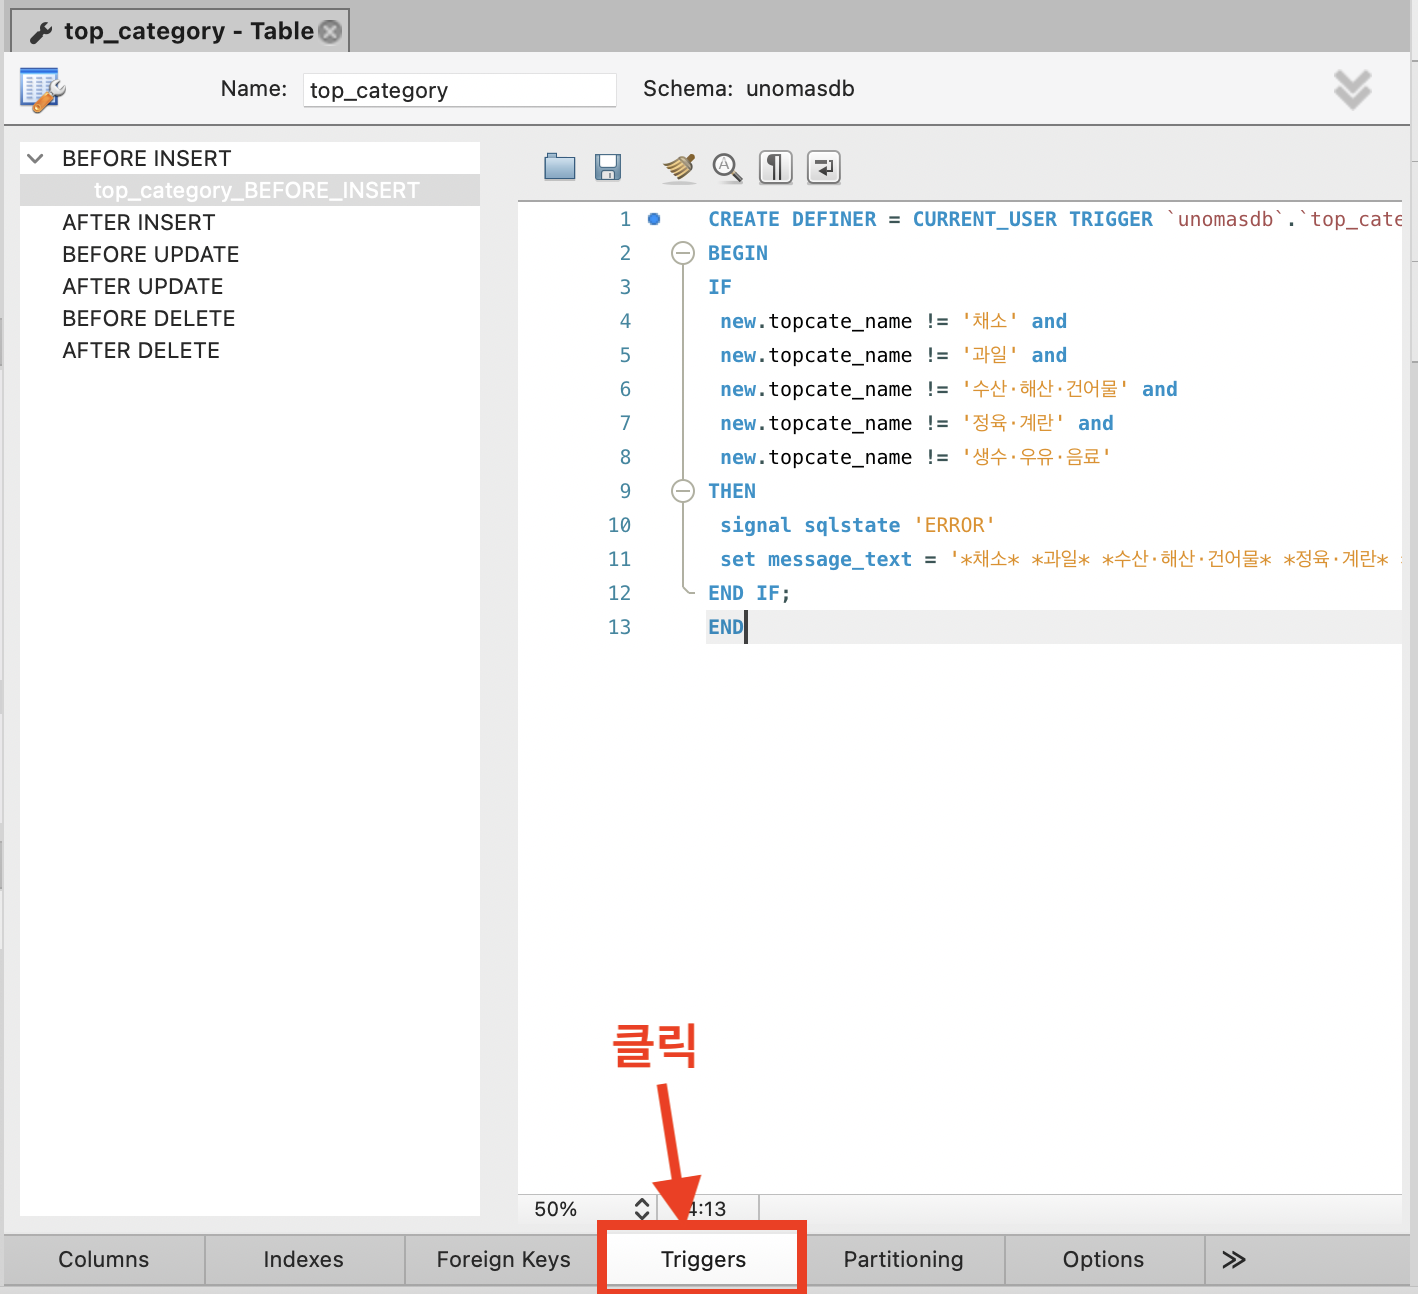 top_category - Table
Name: top_category Schema: unomasdb
BEFORE INSERT
top_category_BEFORE_INSERT
AFTER INSERT
BEFORE UPDATE
AFTER UPDATE
BEFORE DELETE
AFTER DELETE
1 CREATE DEFINER = CURRENT_USER TRIGGER `unomasdb`.`top_cate
2 BEGIN
3 IF
4 new.topcate_name != '채소' and
5 new.topcate_name != '과일' and
6 new.topcate_name != '수산·해산·건어물' and
7 new.topcate_name != '정육·계란' and
8 new.topcate_name != '생수·우유·음료'
9 THEN
10 signal sqlstate 'ERROR'
11 set message_text = '*채소* *과일* *수산·해산·건어물* *정육·계란*
12 END IF;
13 END
클릭
50% 4:13
Columns Indexes Foreign Keys Triggers Partitioning Options